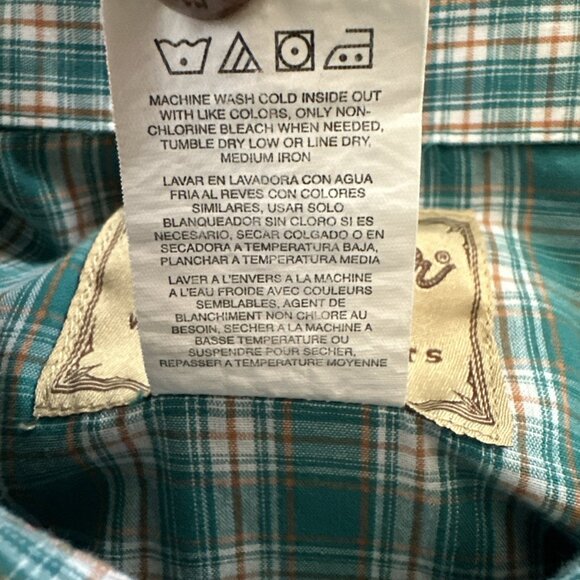 MACHINE WASH COLD INSIDE OUT
WITH LIKE COLORS, ONLY NON-
CHLORINE BLEACH WHEN NEEDED,
TUMBLE DRY LOW OR LINE DRY,
MEDIUM IRON
LAVAR EN LAVADORA CON AGUA
FRIA AL REVES CON COLORES
SIMILARES, USAR SOLO
BLANQUEADOR SIN CLORO SI ES
NECESARIO, SECAR COLGADO O EN
SECADORA A TEMPERATURA BAJA,
PLANCHAR A TEMPERATURA MEDIA
LAVER A L'ENVERS A LA MACHINE
A L'EAU FROIDE AVEC COULEURS
SEMBLABLES, AGENT DE
BLANCHIMENT NON CHLORE AU
BESOIN, SECHER A LA MACHINE A
BASSE TEMPERATURE OU
SUSPENDRE POUR SECHER,
REPASSER A TEMPERATURE MOYENNE